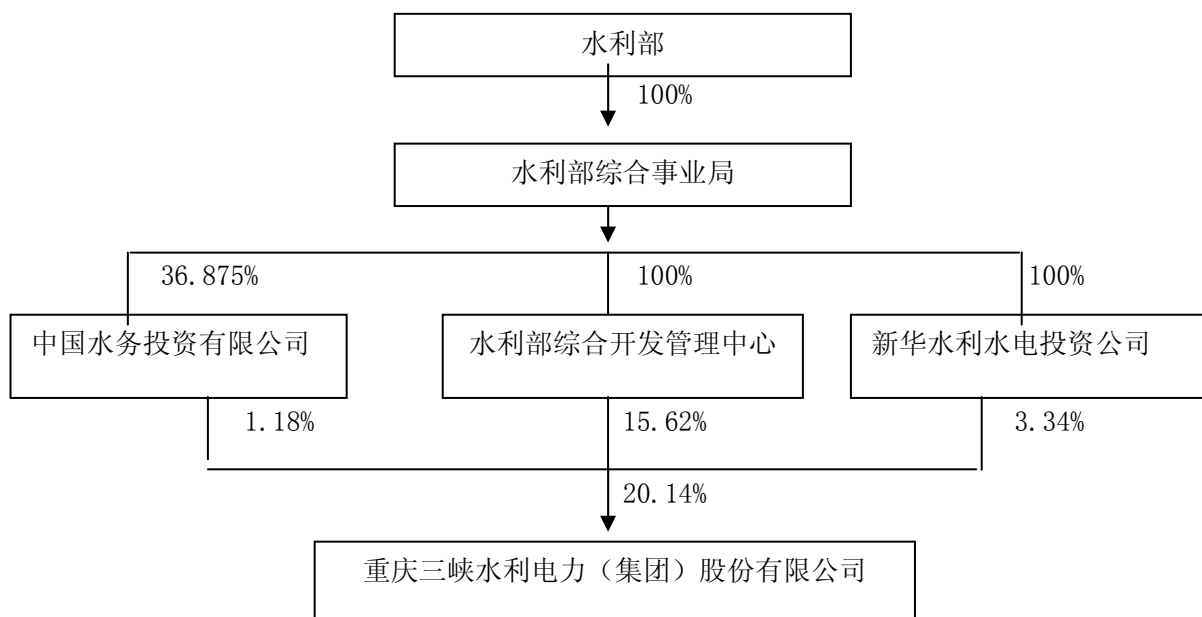 水利部
100%
水利部综合事业局
36.875%
100%
100%
中国水务投资有限公司
水利部综合开发管理中心
新华水利水电投资公司
1.18%
15.62%
3.34%
20.14%
重庆三峡水利电力（集团）股份有限公司